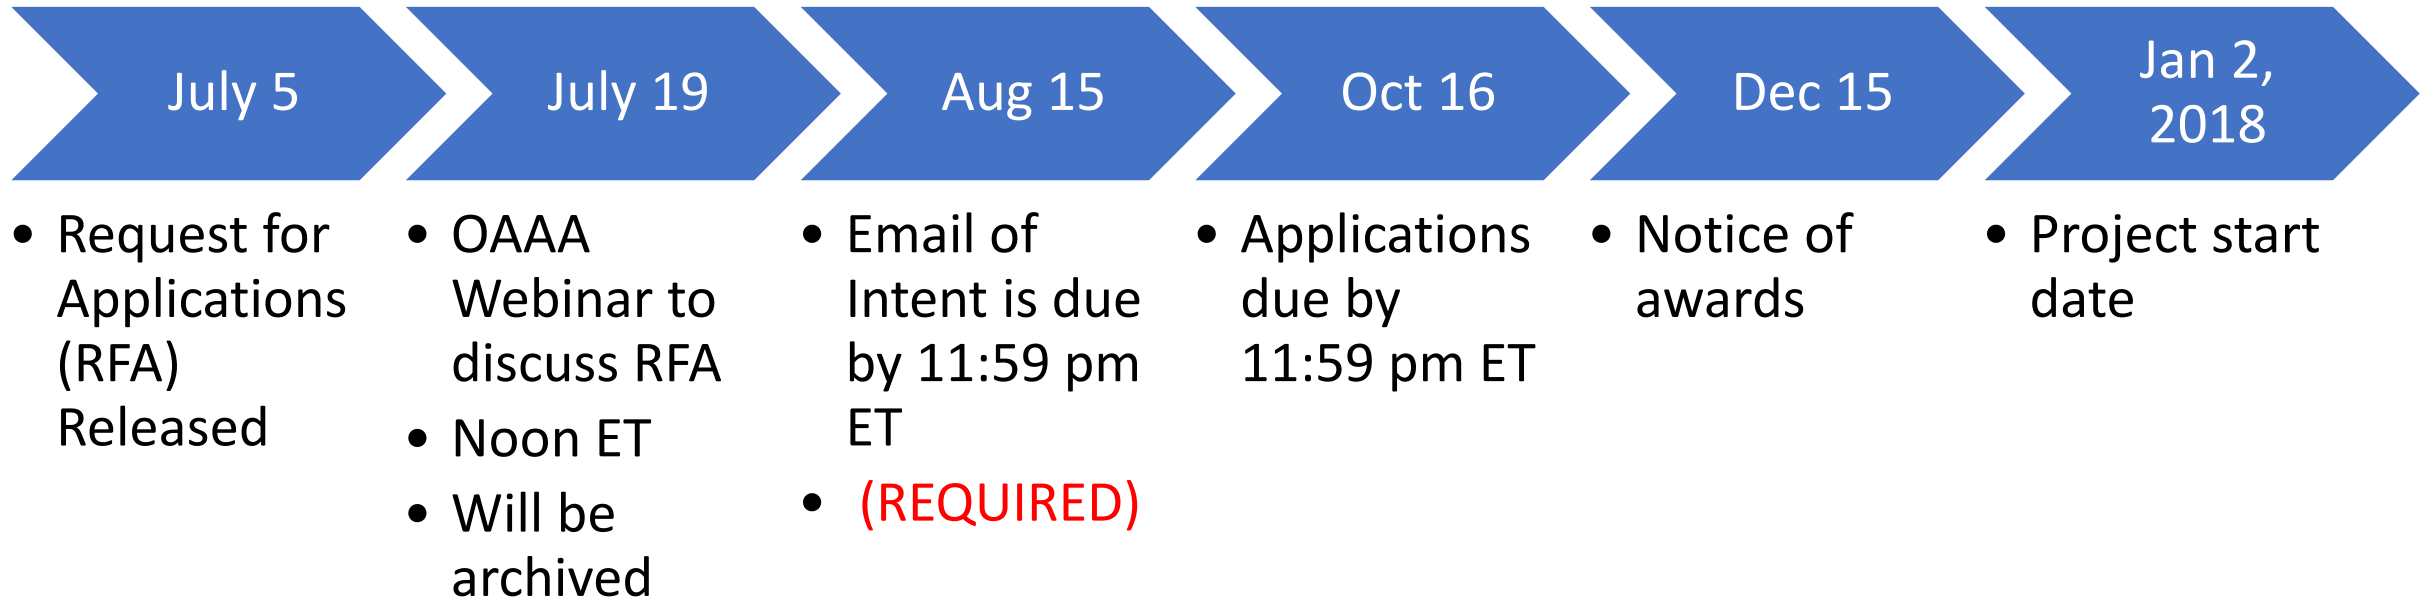 July 5
July 19
Aug 15
Oct 16
Dec 15
Jan 2,
2018
• Request for
Applications
(RFA)
Released
• OAAA
Webinar to
discuss RFA
• Noon ET
• Will be
archived
• Email of
Intent is due
by 11:59 pm
ET
• (REQUIRED)
• Applications
due by
11:59 pm ET
• Notice of
awards
• Project start
date